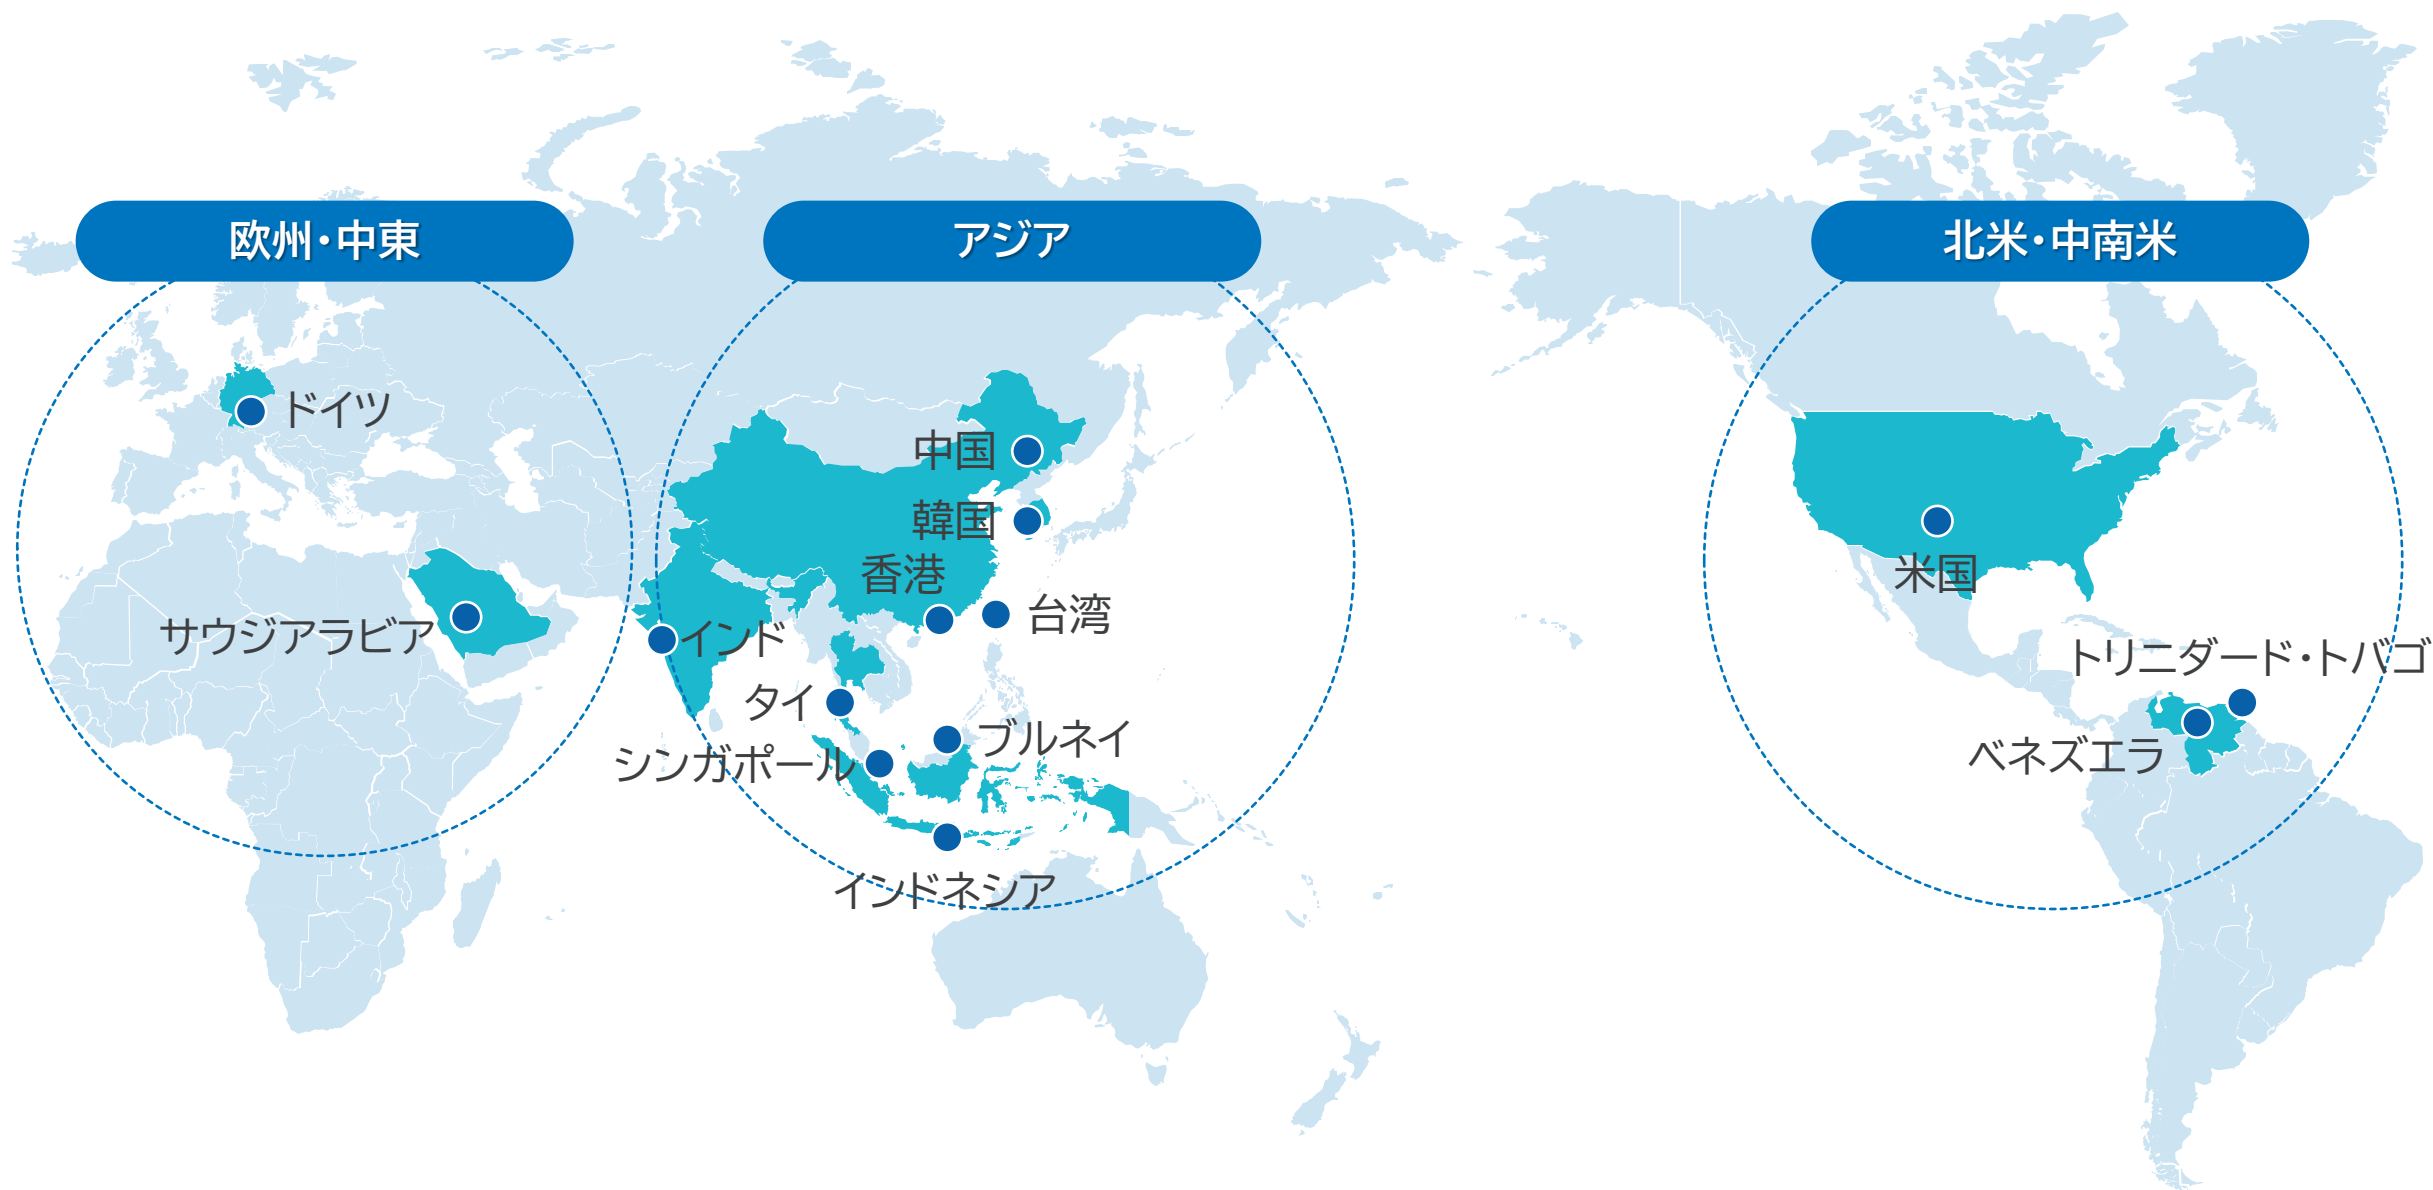 欧州・中東
アジア
北米・中南米
ドイツ
サウジアラビア
中国
韓国
香港
台湾
インド
タイ
ブルネイ
シンガポール
インドネシア
米国
トリニダード・トバゴ
ベネズエラ